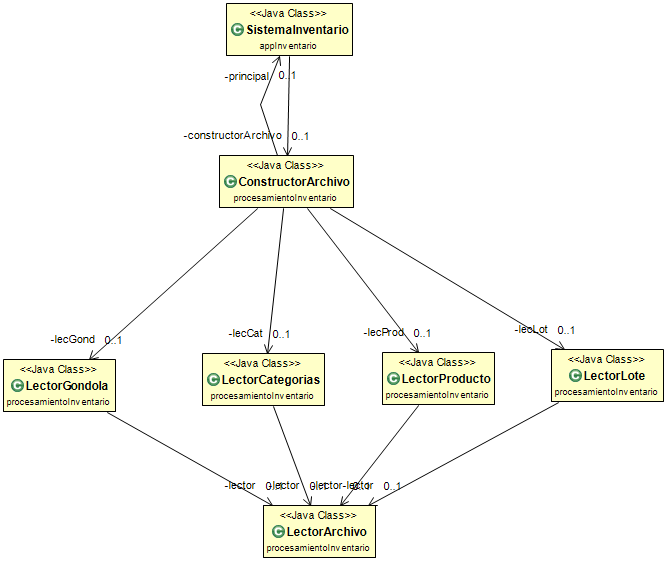 <<Java Class>>
C SistemaInventario
appInventario
-principal 0..1
-constructorArchivo 0..1
<<Java Class>>
C ConstructorArchivo
procesamientoInventario
-lecGond 0..1
-lecCat 0..1
-lecProd 0..1
-lecLot 0..1
<<Java Class>>
C LectorGondola
procesamientoInventario
<<Java Class>>
C LectorCategorias
procesamientoInventario
<<Java Class>>
C LectorProducto
procesamientoInventario
<<Java Class>>
C LectorLote
procesamientoInventario
-lector 0..1
-lector 0..1
-lector 0..1
-lector 0..1
<<Java Class>>
C LectorArchivo
procesamientoInventario